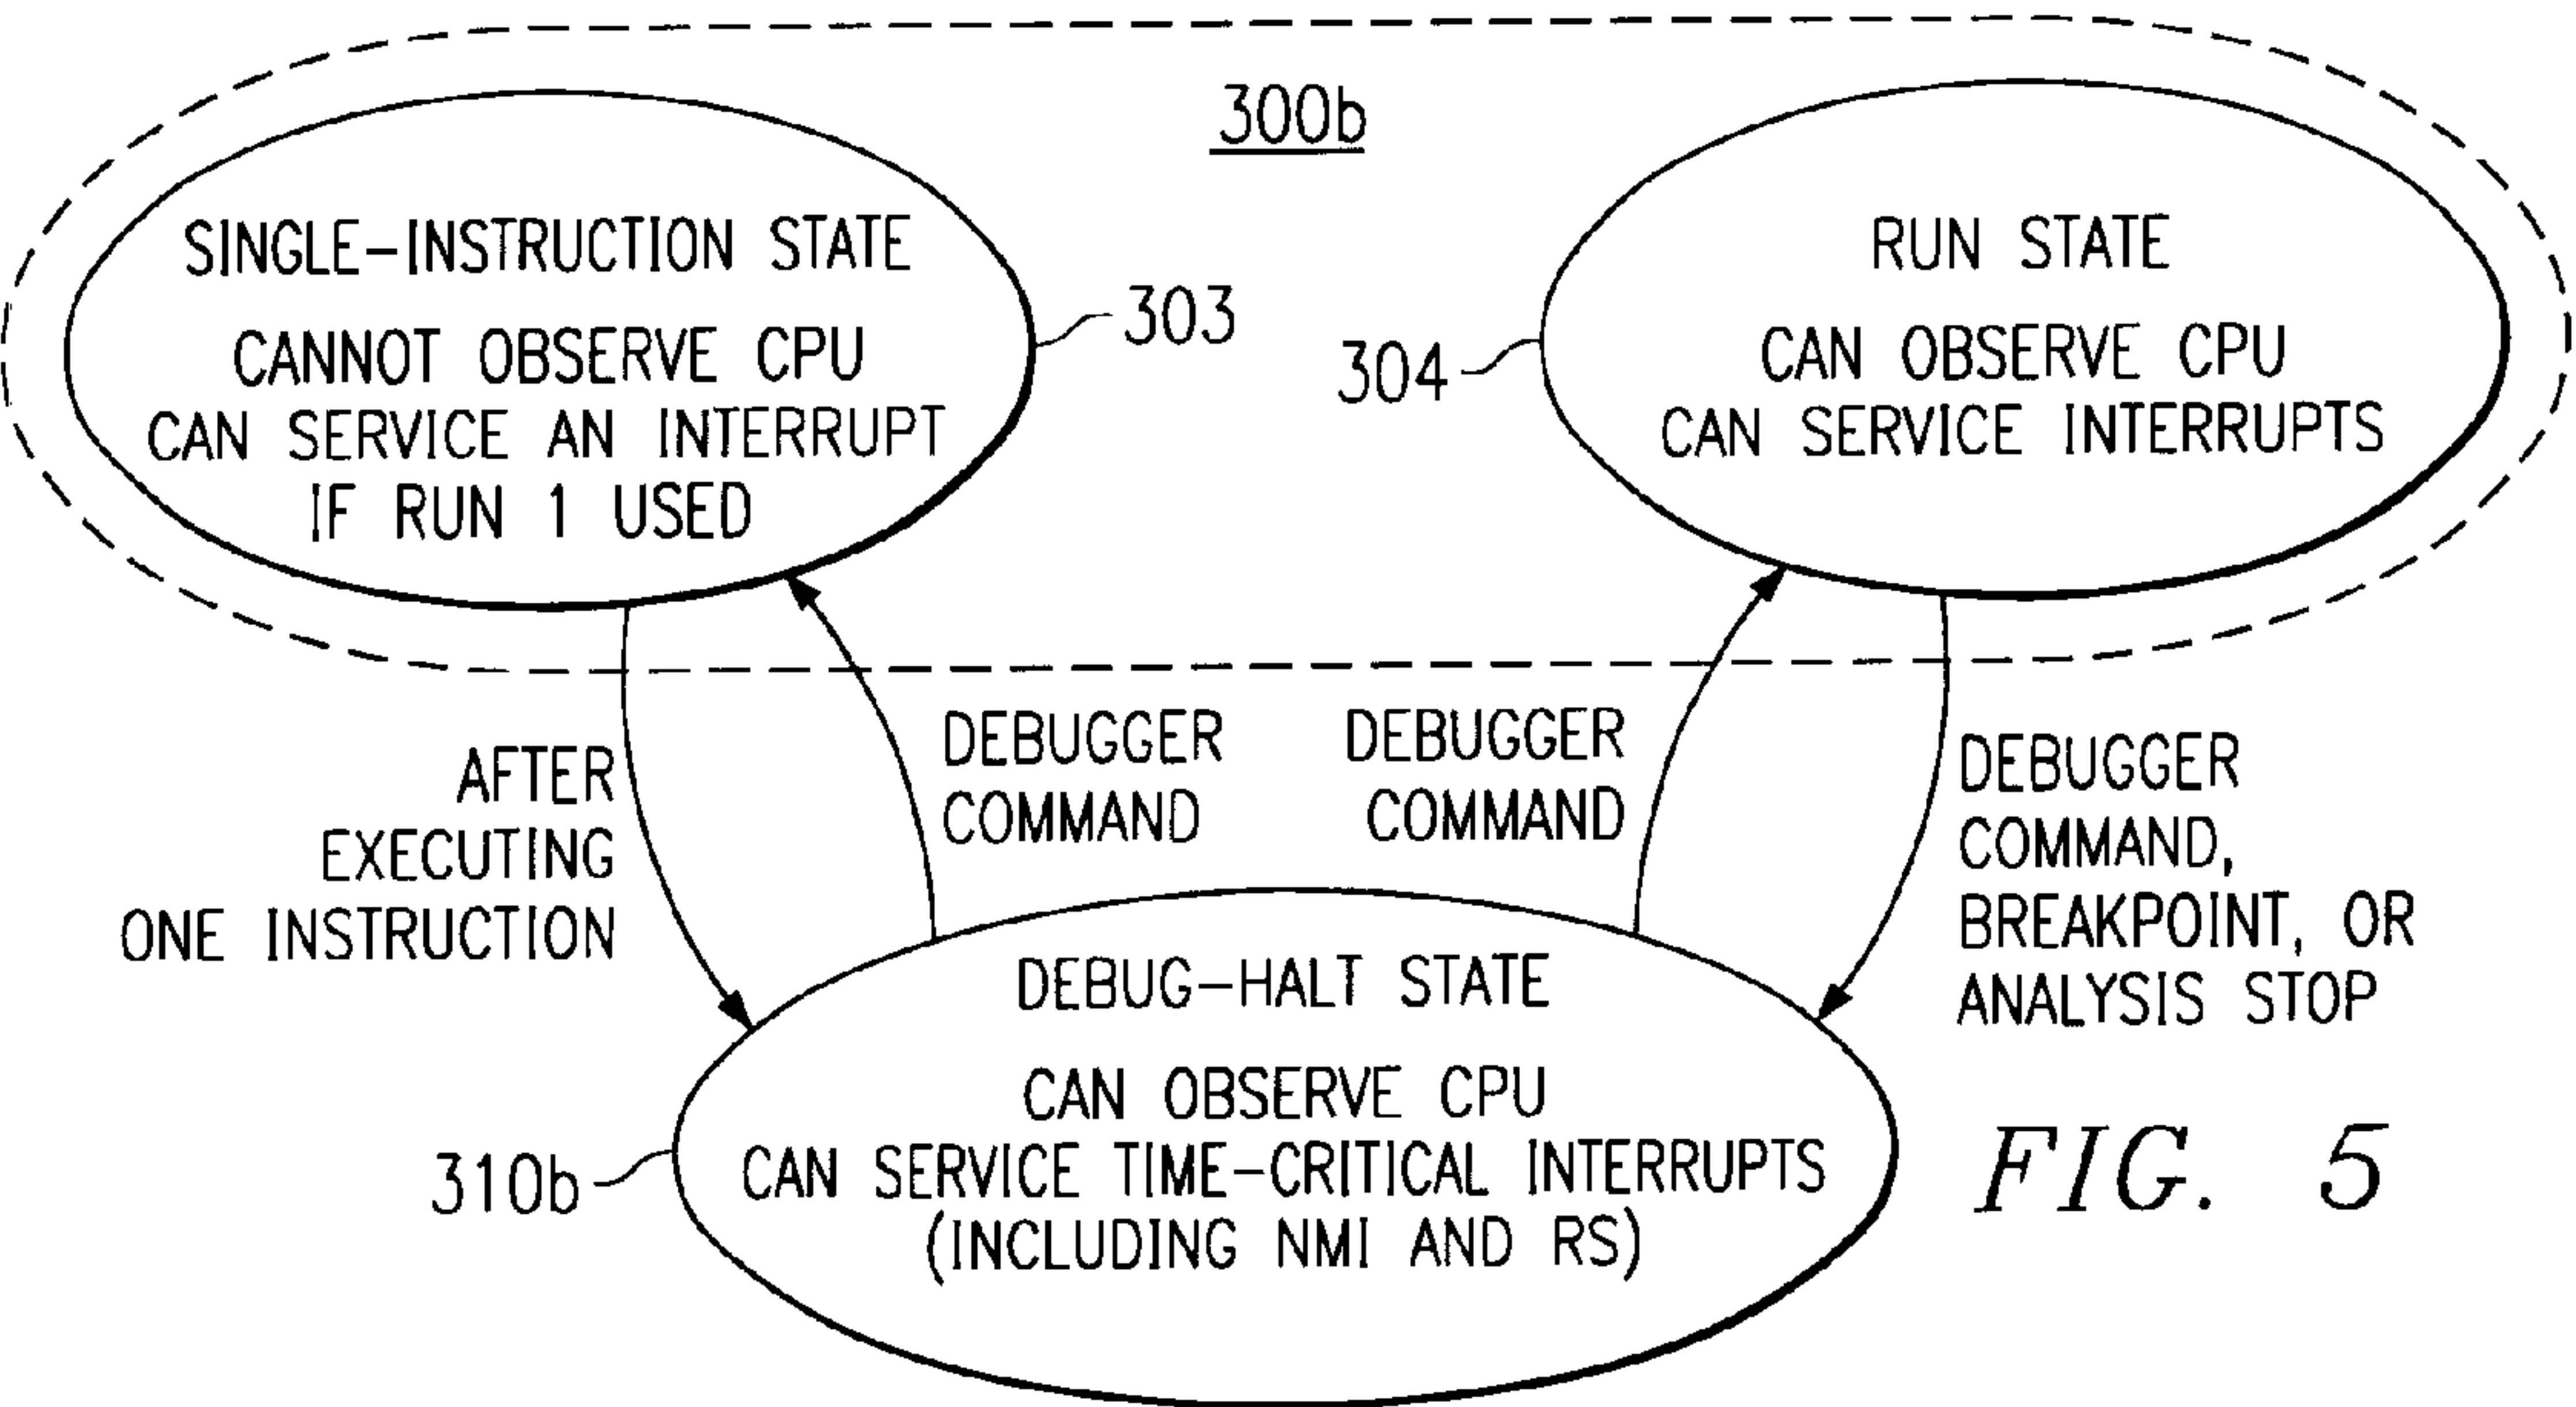 300b
SINGLE-INSTRUCTION STATE
CANNOT OBSERVE CPU
CAN SERVICE AN INTERRUPT
IF RUN 1 USED
303
RUN STATE
CAN OBSERVE CPU
CAN SERVICE INTERRUPTS
304
AFTER
EXECUTING
ONE INSTRUCTION
DEBUGGER
COMMAND
DEBUGGER
COMMAND
DEBUGGER
COMMAND,
BREAKPOINT, OR
ANALYSIS STOP
DEBUG-HALT STATE
CAN OBSERVE CPU
CAN SERVICE TIME-CRITICAL INTERRUPTS
(INCLUDING NMI AND RS)
310b
FIG. 5